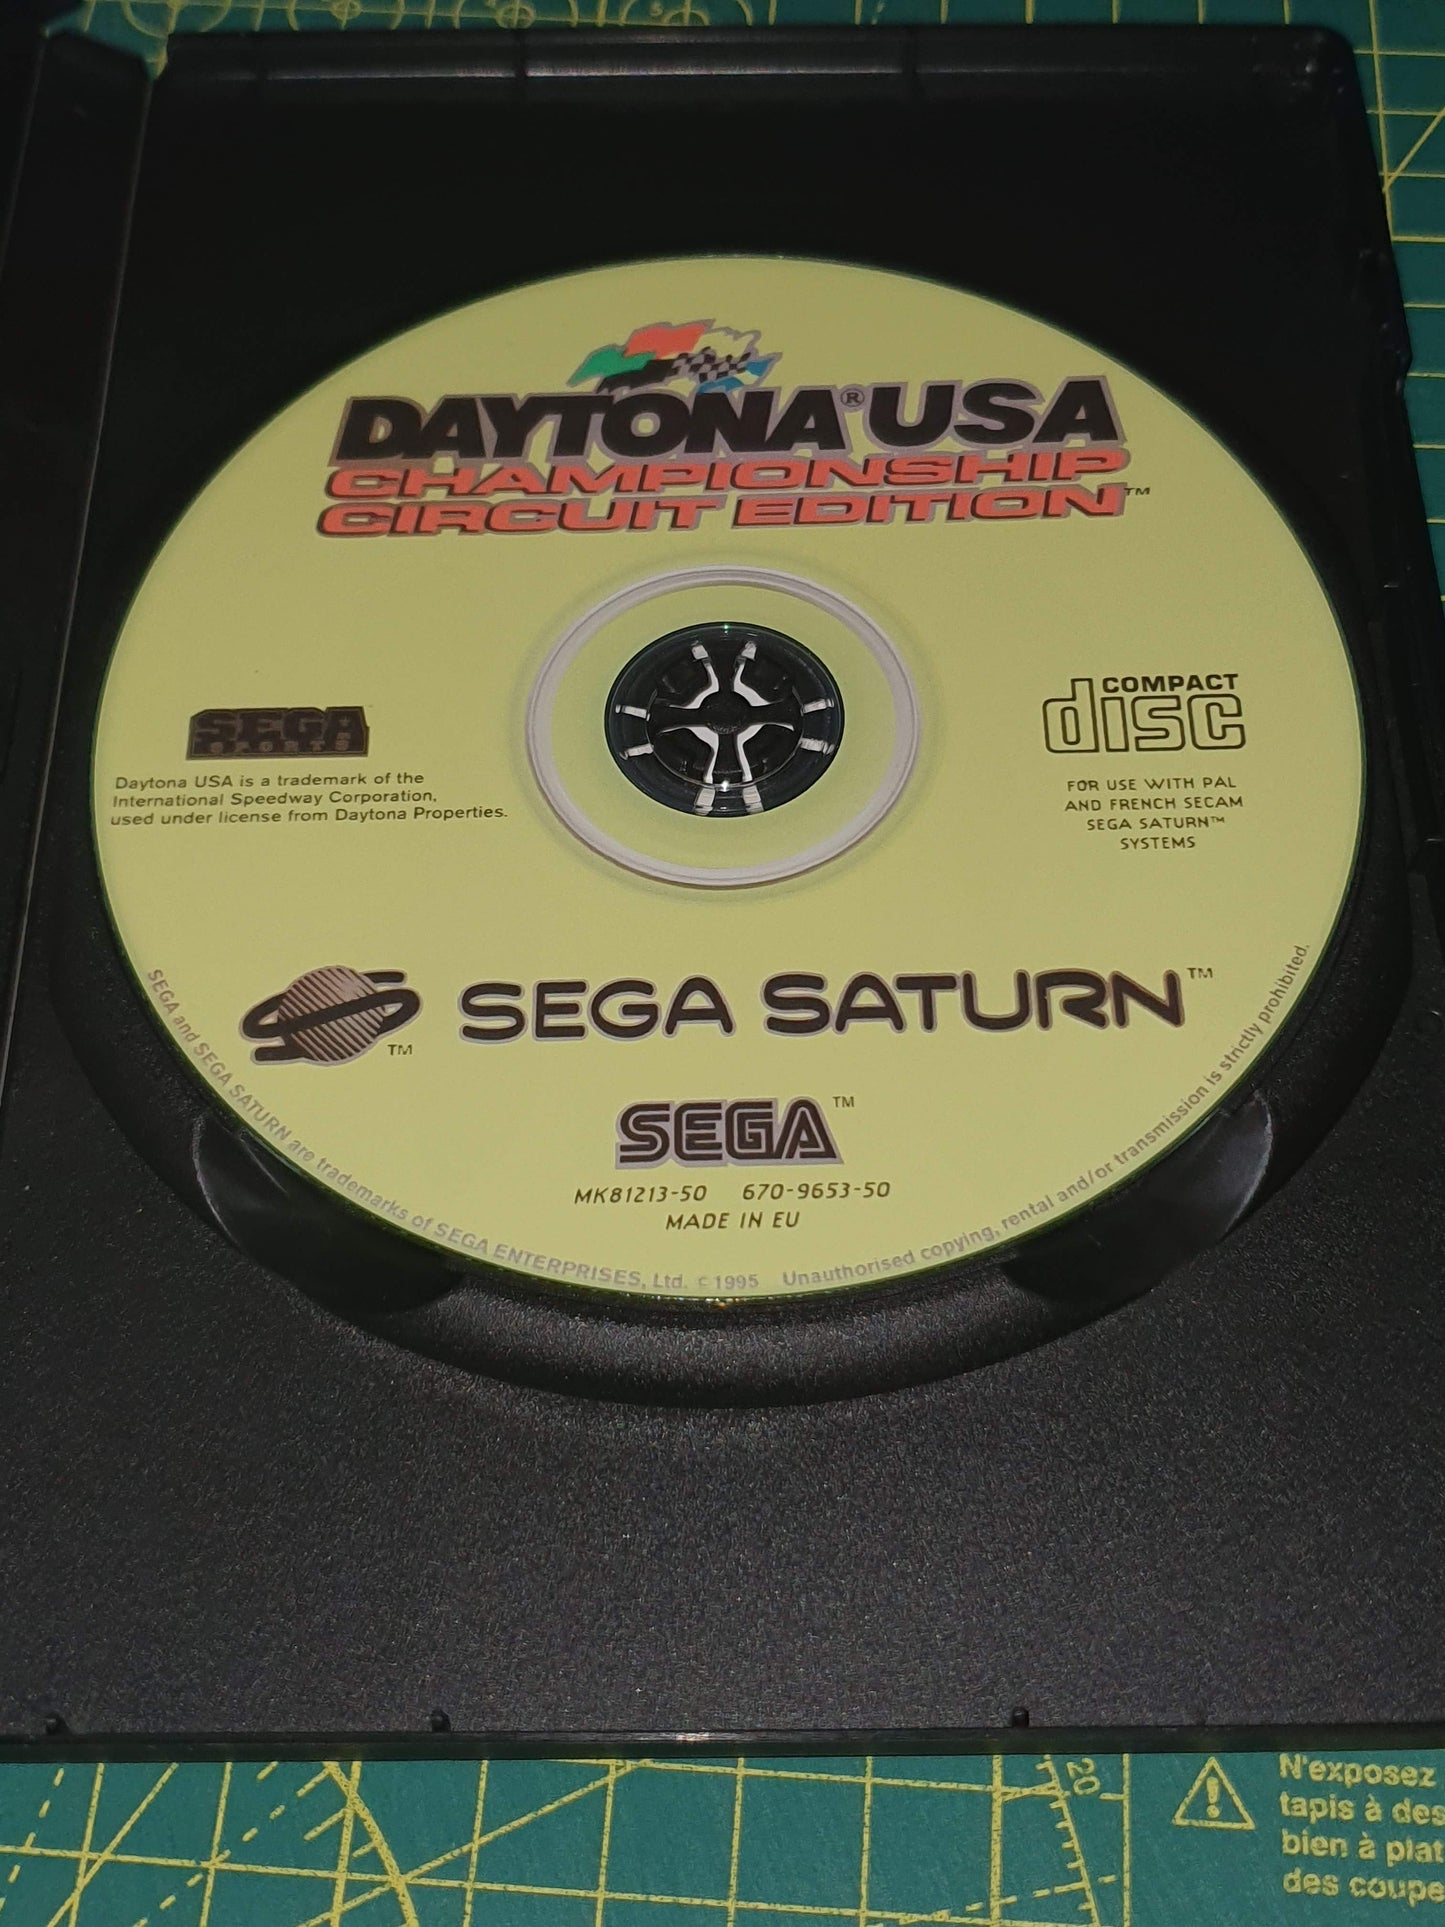 DAYTONA® USA
CHAMPIONSHIP
CIRCUIT EDITION™
SEGA
SPORTS
Daytona USA is a trademark of the
International Speedway Corporation,
used under license from Daytona Properties.
COMPACT
disc
FOR USE WITH PAL
AND FRENCH SECAM
SEGA SATURN™
SYSTEMS
TM
SEGA SATURN™
SEGA™
MK81213-50 670-9653-50
MADE IN EU
SEGA and SEGA SATURN are trademarks of SEGA ENTERPRISES, Ltd. © 1995 Unauthorised copying, rental and/or transmission is strictly prohibited.
20
N'exposez
tapis à des
bien à plat
des coupe